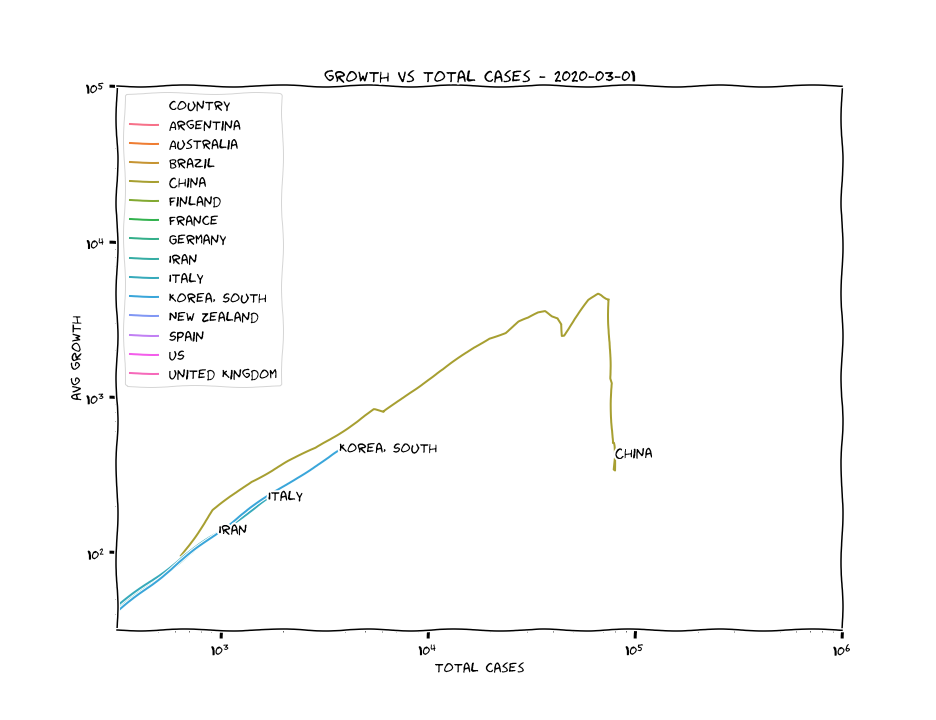 GROWTH VS TOTAL CASES - 2020-03-01
10⁵
10⁴
10³
10²
AVG GROWTH
COUNTRY
ARGENTINA
AUSTRALIA
BRAZIL
CHINA
FINLAND
FRANCE
GERMANY
IRAN
ITALY
KOREA, SOUTH
NEW ZEALAND
SPAIN
US
UNITED KINGDOM
KOREA, SOUTH
CHINA
ITALY
IRAN
10³ 10⁴ 10⁵ 10⁶
TOTAL CASES